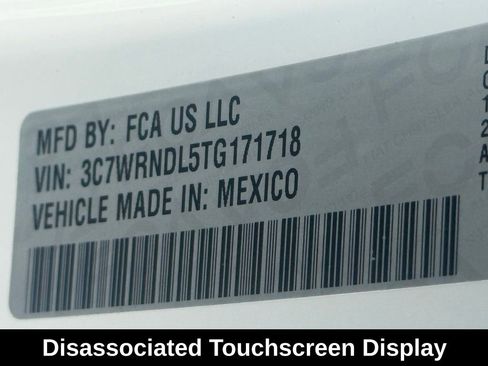 MFD BY: FCA US LLC
VIN: 3C7WRNDL5TG171718
VEHICLE MADE IN: MEXICO
Disassociated Touchscreen Display